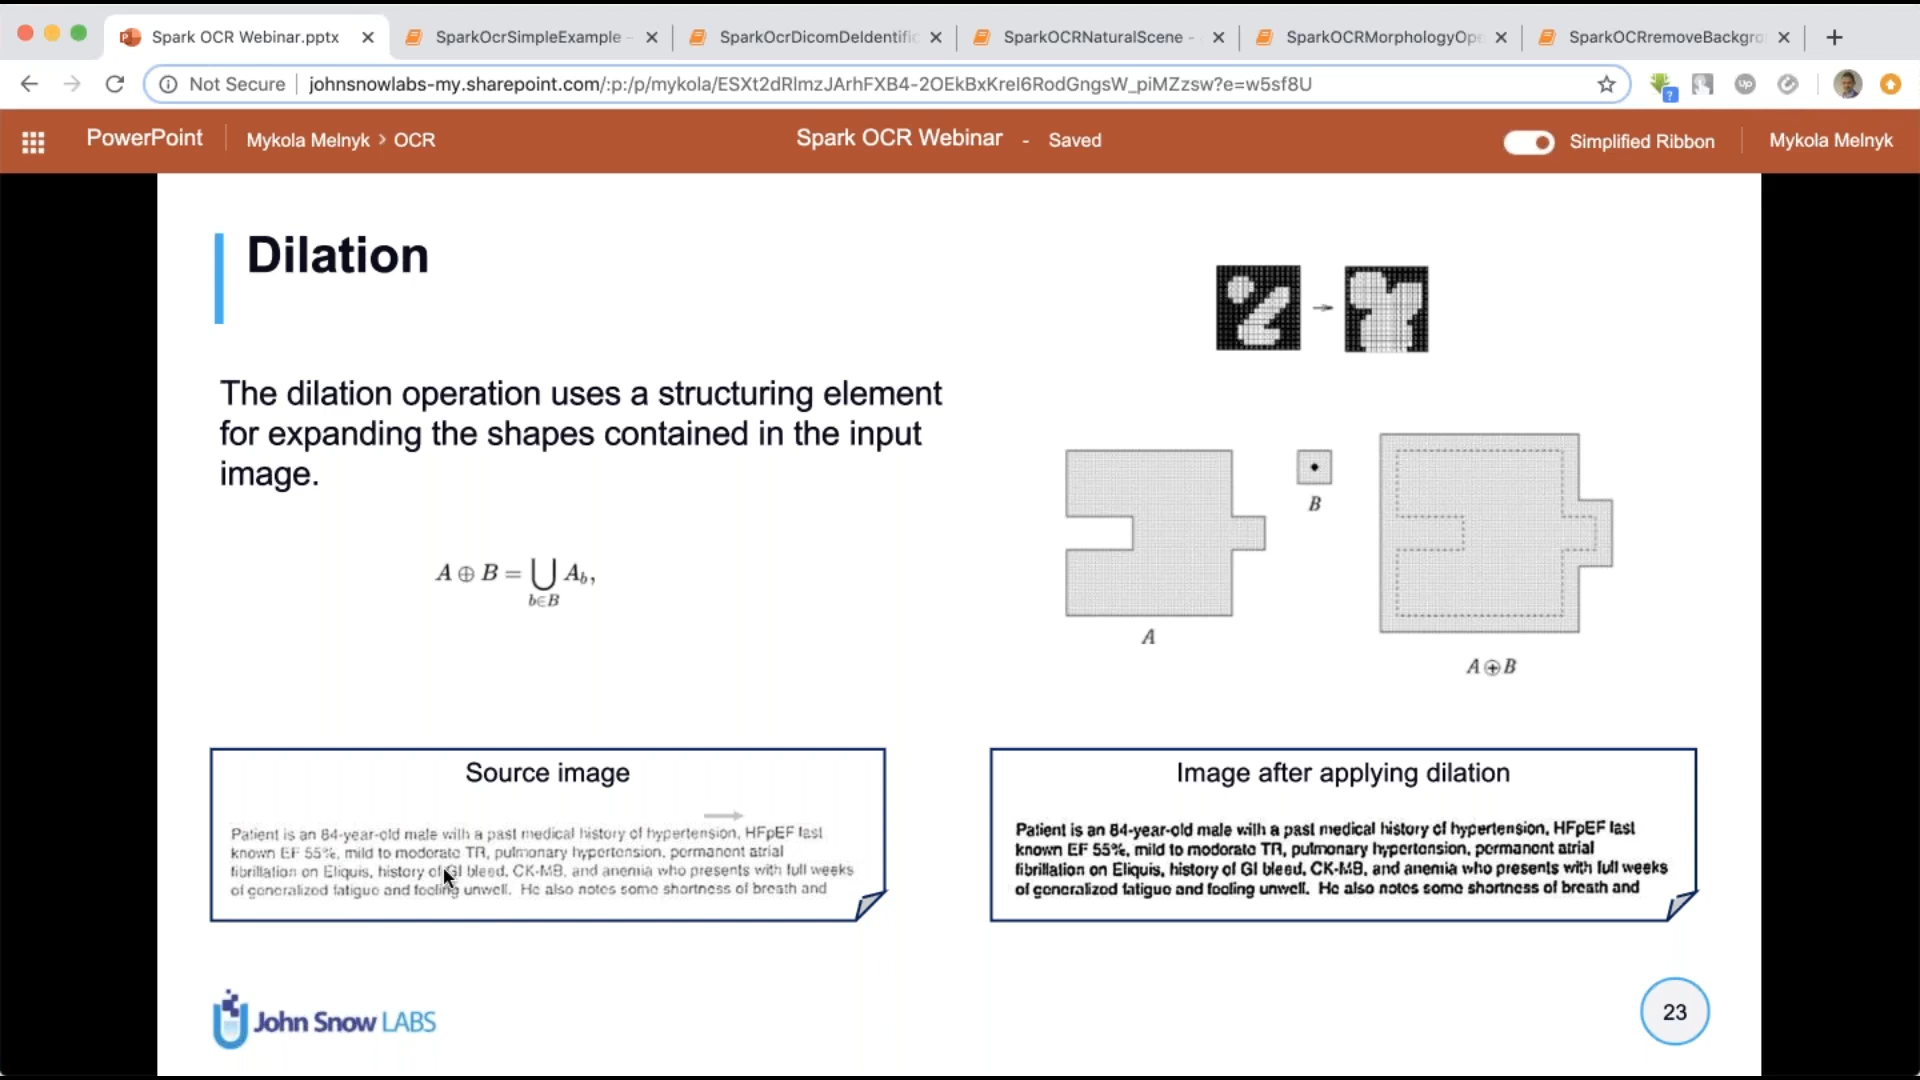 Spark OCR Webinar.pptx
SparkOcrSimpleExample -
SparkOcrDicomDeIdentific
SparkOCRNaturalScene -
SparkOCRMorphologyOpe
SparkOCRremoveBackgro
Not Secure johnsnowlabs-my.sharepoint.com/:p:/p/mykola/ESXt2dRlmzJArhFXB4-2OEkBxKreI6RodGngsW_piMZzsw?e=w5sf8U
Up
?
PowerPoint
Mykola Melnyk > OCR
Spark OCR Webinar - Saved
Simplified Ribbon
Mykola Melnyk
Dilation
The dilation operation uses a structuring element
for expanding the shapes contained in the input
image.
A ⊕ B = ⋃ A_b,
b∈B
B
A
A ⊕ B
Source image
Patient is an 84-year-old male with a past medical history of hypertension, HFpEF last
known EF 55%, mild to moderate TR, pulmonary hypertension, permanent atrial
fibrillation on Eliquis, history of GI bleed, CK-MB, and anemia who presents with full weeks
of generalized fatigue and feeling unwell. He also notes some shortness of breath and
Image after applying dilation
Patient is an 84-year-old male with a past medical history of hypertension, HFpEF last
known EF 55%, mild to moderate TR, pulmonary hypertension, permanent atrial
fibrillation on Eliquis, history of GI bleed, CK-MB, and anemia who presents with full weeks
of generalized fatigue and feeling unwell. He also notes some shortness of breath and
John Snow LABS
23